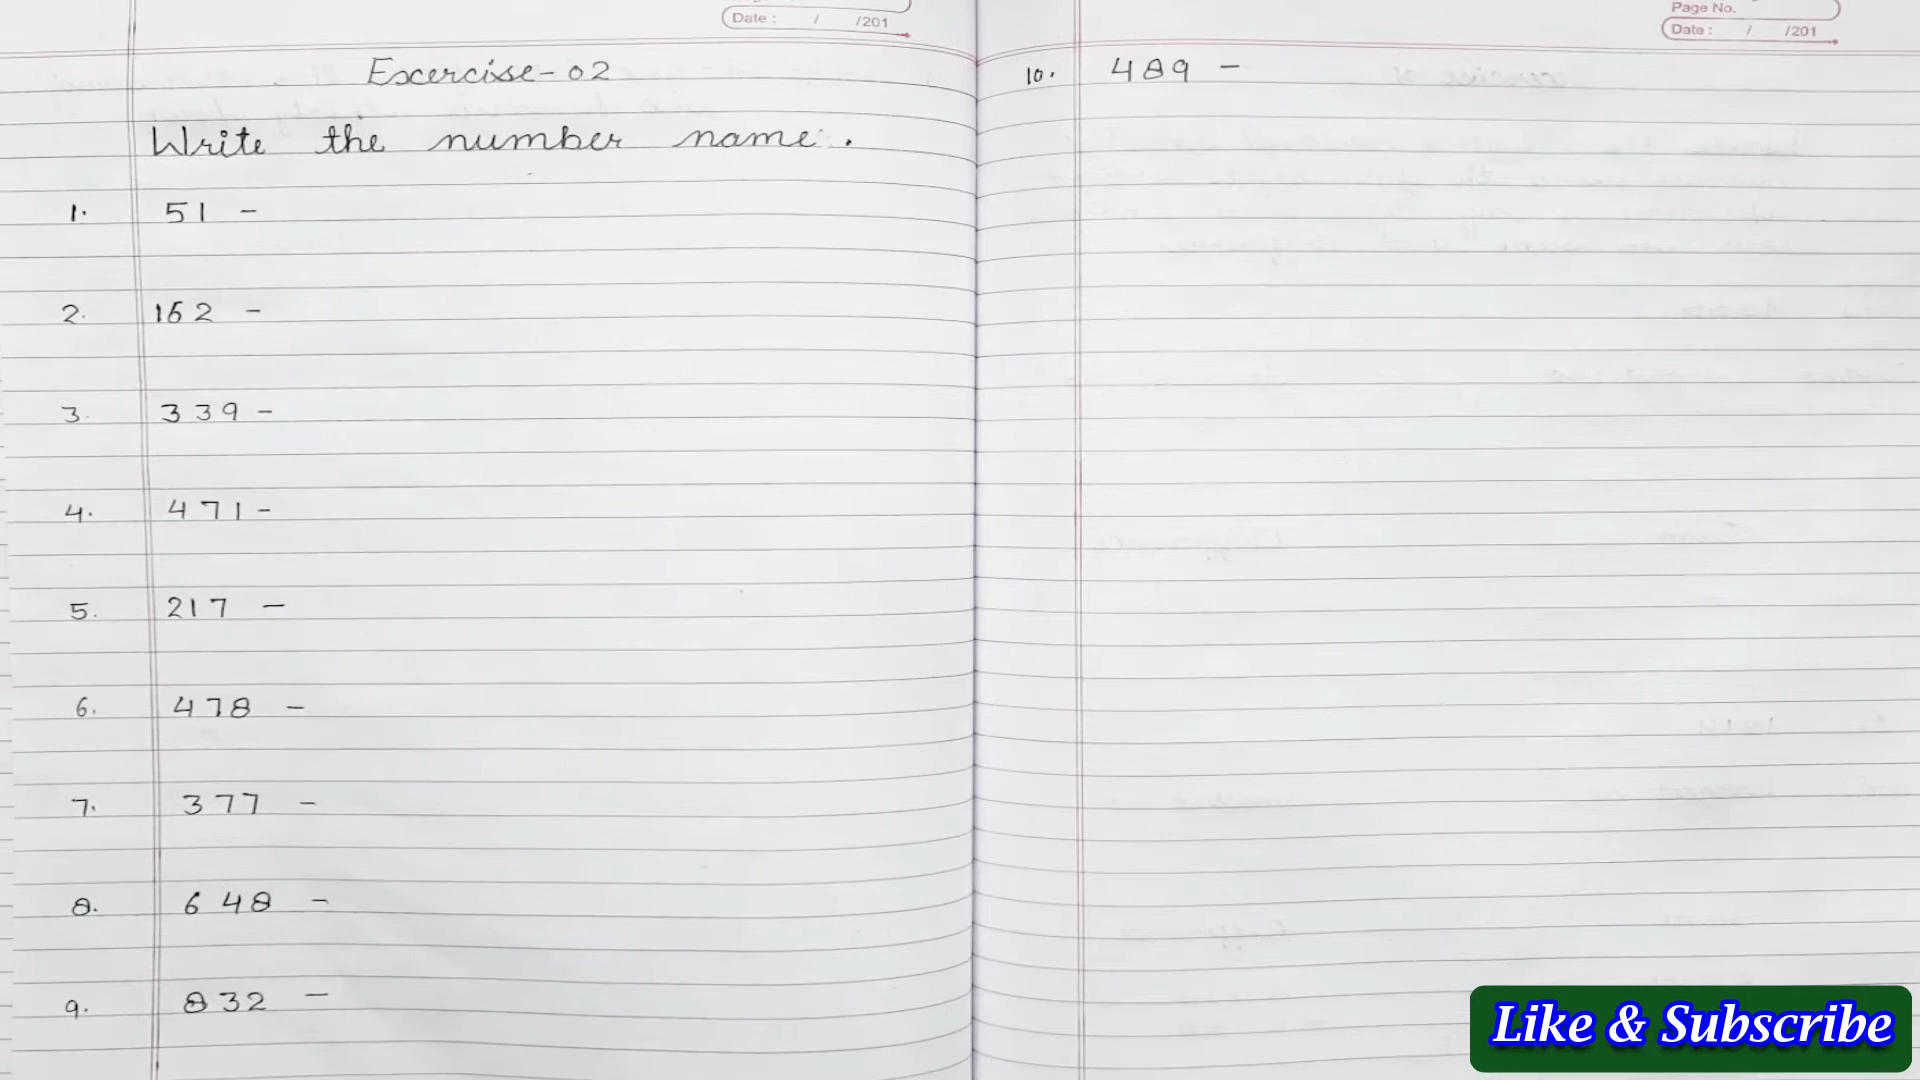 Date : / /201
Excercise-02
Write the number name.
1. 51 -
2. 162 -
3. 339 -
4. 471 -
5. 217 -
6. 478 -
7. 377 -
8. 648 -
9. 832 -
Page No.
Date : / /201
10. 489 -
Like & Subscribe